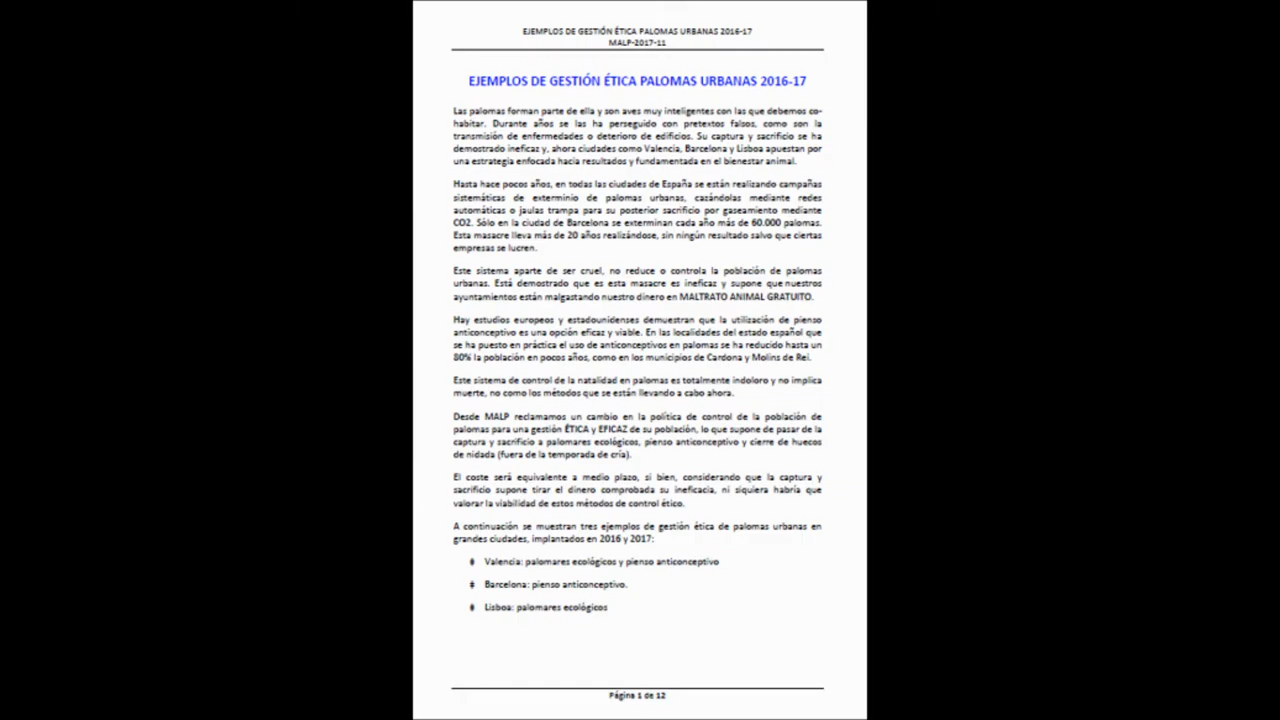 EJEMPLOS DE GESTIÓN ÉTICA PALOMAS URBANAS 2016-17
MALP-2017-11
EJEMPLOS DE GESTIÓN ÉTICA PALOMAS URBANAS 2016-17
Las palomas forman parte de ella y son aves muy inteligentes con las que debemos co-
habitar. Durante años se las ha perseguido con pretextos falsos, como son la
transmisión de enfermedades o deterioro de edificios. Su captura y sacrificio se ha
demostrado ineficaz y, ahora ciudades como Valencia, Barcelona y Lisboa apuestan por
una estrategia enfocada hacia resultados y fundamentada en el bienestar animal.
Hasta hace pocos años, en todas las ciudades de España se están realizando campañas
sistemáticas de exterminio de palomas urbanas, cazándolas mediante redes
automáticas o jaulas trampa para su posterior sacrificio por gaseamiento mediante
CO2. Sólo en la ciudad de Barcelona se exterminan cada año más de 60.000 palomas.
Esta masacre lleva más de 20 años realizándose, sin ningún resultado salvo que ciertas
empresas se lucren.
Este sistema aparte de ser cruel, no reduce o controla la población de palomas
urbanas. Está demostrado que es esta masacre es ineficaz y supone que nuestros
ayuntamientos están malgastando nuestro dinero en MALTRATO ANIMAL GRATUITO.
Hay estudios europeos y estadounidenses demuestran que la utilización de pienso
anticonceptivo es una opción eficaz y viable. En las localidades del estado español que
se ha puesto en práctica el uso de anticonceptivos en palomas se ha reducido hasta un
80% la población en pocos años, como en los municipios de Cardona y Molins de Rei.
Este sistema de control de la natalidad en palomas es totalmente indoloro y no implica
muerte, no como los métodos que se están llevando a cabo ahora.
Desde MALP reclamamos un cambio en la política de control de la población de
palomas para una gestión ÉTICA y EFICAZ de su población, lo que supone de pasar de la
captura y sacrificio a palomares ecológicos, pienso anticonceptivo y cierre de huecos
de nidada (fuera de la temporada de cría).
El coste será equivalente a medio plazo, si bien, considerando que la captura y
sacrificio supone tirar el dinero comprobada su ineficacia, ni siquiera habría que
valorar la viabilidad de estos métodos de control ético.
A continuación se muestran tres ejemplos de gestión ética de palomas urbanas en
grandes ciudades, implantados en 2016 y 2017:
Valencia: palomares ecológicos y pienso anticonceptivo
Barcelona: pienso anticonceptivo.
Lisboa: palomares ecológicos
Página 1 de 12